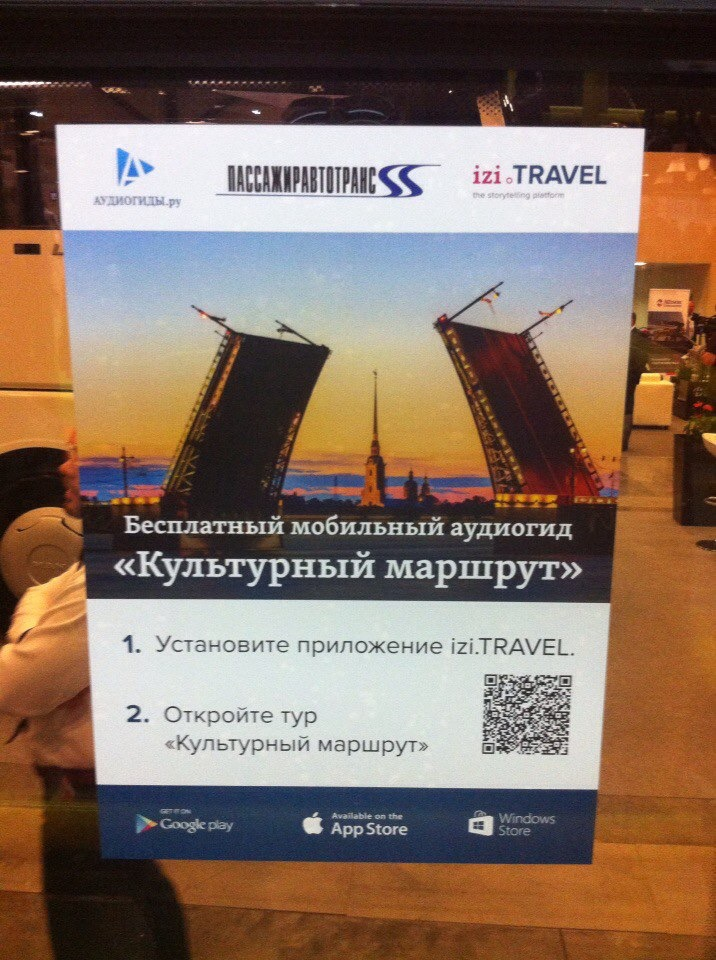 АУДИОГИДЫ.ру
ПАССАЖИРАВТОТРАНС
izi.TRAVEL
the storytelling platform
Бесплатный мобильный аудиогид
«Культурный маршрут»
1. Установите приложение izi.TRAVEL.
2. Откройте тур
«Культурный маршрут»
GET IT ON
Google play
Available on the
App Store
Windows
Store